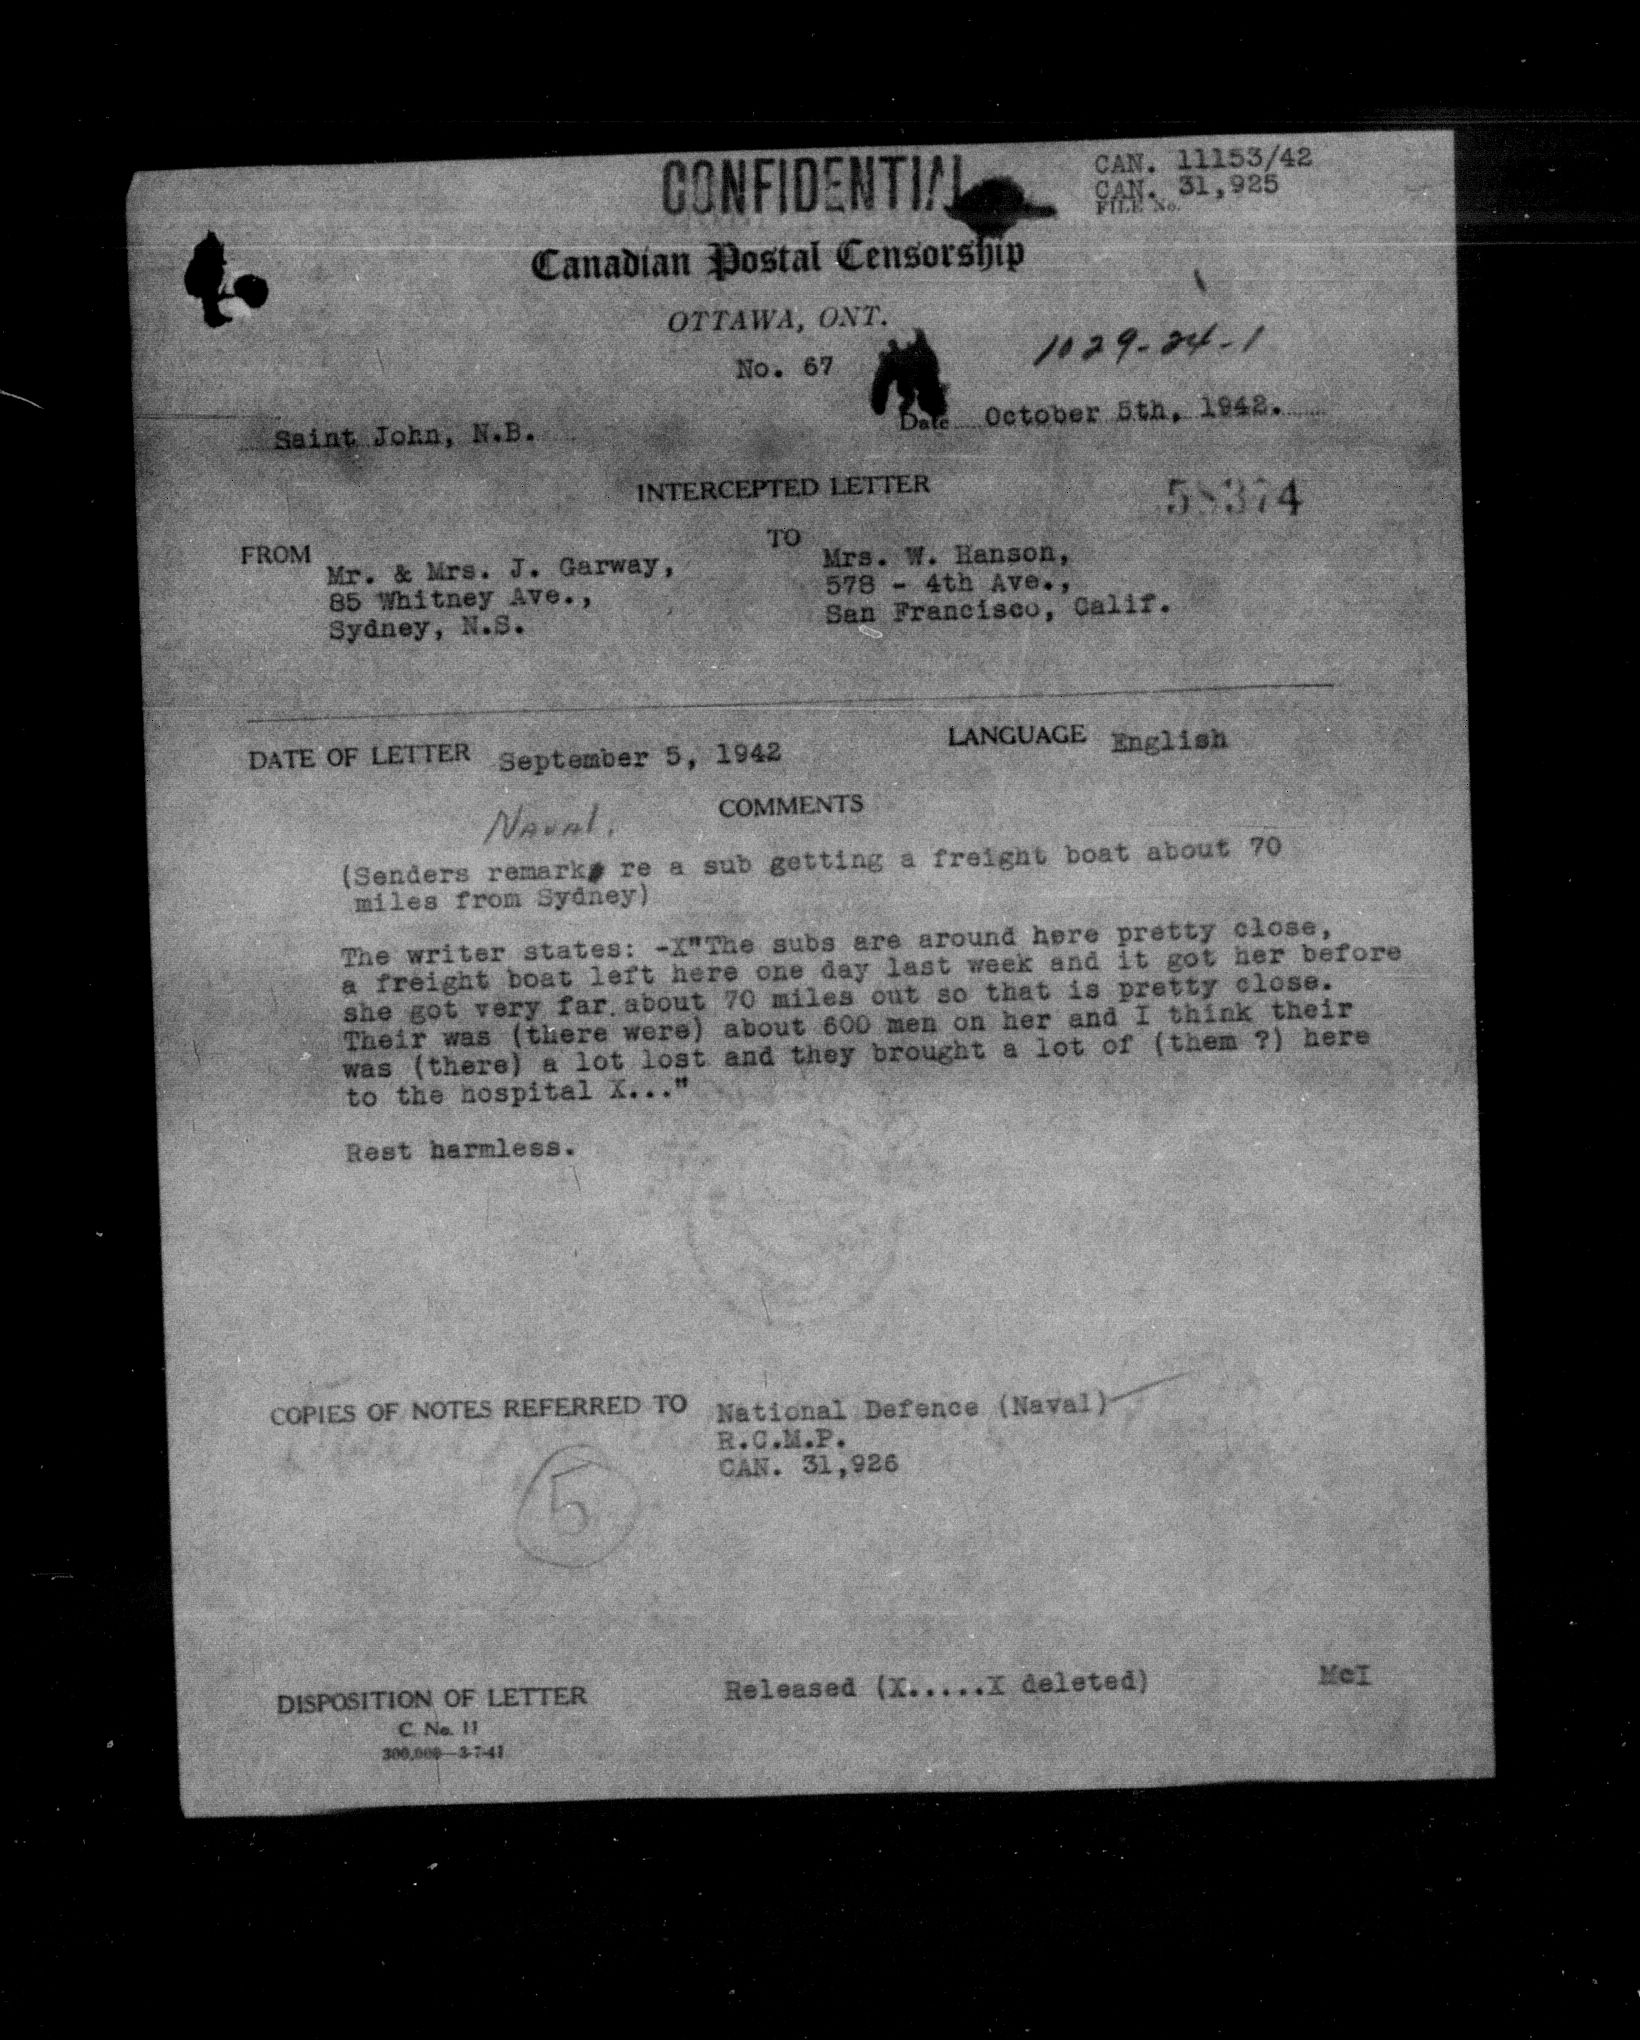 CONFIDENTIAL
CAN. 11153/42
CAN. 31,925
FILE No.
Canadian Postal Censorship
OTTAWA, ONT.
1029-24-1
No. 67
Date October 5th, 1942.
Saint John, N.B.
INTERCEPTED LETTER
58374
FROM
TO
Mr. & Mrs. J. Garway,
85 Whitney Ave.,
Sydney, N.S.
Mrs. W. Hanson,
578 - 4th Ave.,
San Francisco, Calif.
DATE OF LETTER September 5, 1942
LANGUAGE English
Naval.
COMMENTS
(Senders remarks re a sub getting a freight boat about 70
miles from Sydney)
The writer states: -X"The subs are around here pretty close,
a freight boat left here one day last week and it got her before
she got very far about 70 miles out so that is pretty close.
Their was (there were) about 600 men on her and I think their
was (there) a lot lost and they brought a lot of (them ?) here
to the hospital X..."
Rest harmless.
COPIES OF NOTES REFERRED TO National Defence (Naval)
R.C.M.P.
CAN. 31,926
5
DISPOSITION OF LETTER Released (X.....X deleted) McI
C. No. 11
300,000—3-7-41